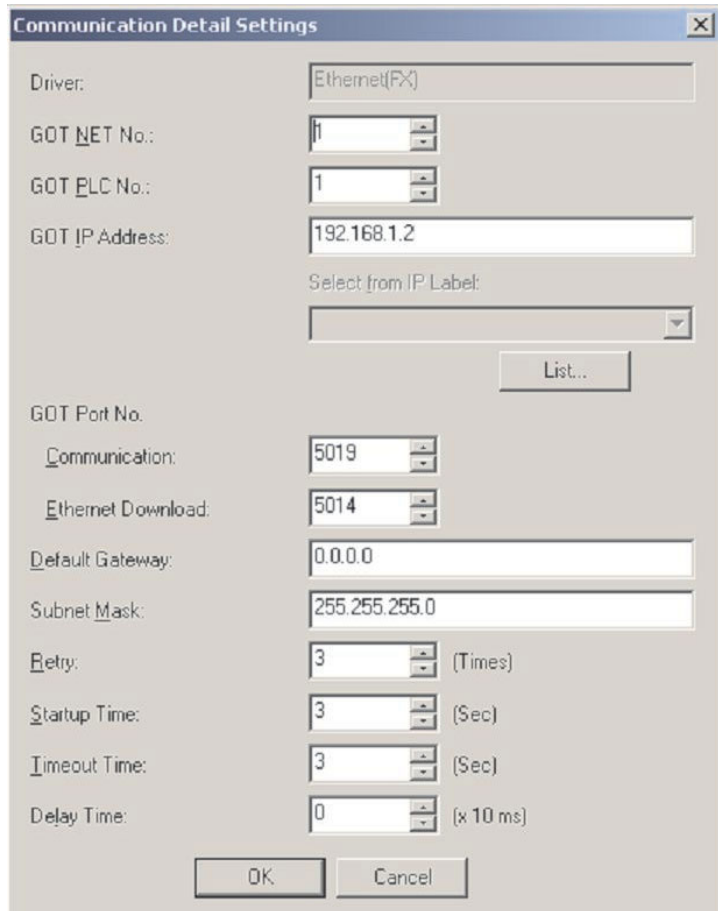 Communication Detail Settings
Driver: Ethernet(FX)
GOT NET No.: 1
GOT PLC No.: 1
GOT IP Address: 192.168.1.2
Select from IP Label:
List...
GOT Port No.
Communication: 5019
Ethernet Download: 5014
Default Gateway: 0.0.0.0
Subnet Mask: 255.255.255.0
Retry: 3 (Times)
Startup Time: 3 (Sec)
Timeout Time: 3 (Sec)
Delay Time: 0 (x 10 ms)
OK Cancel